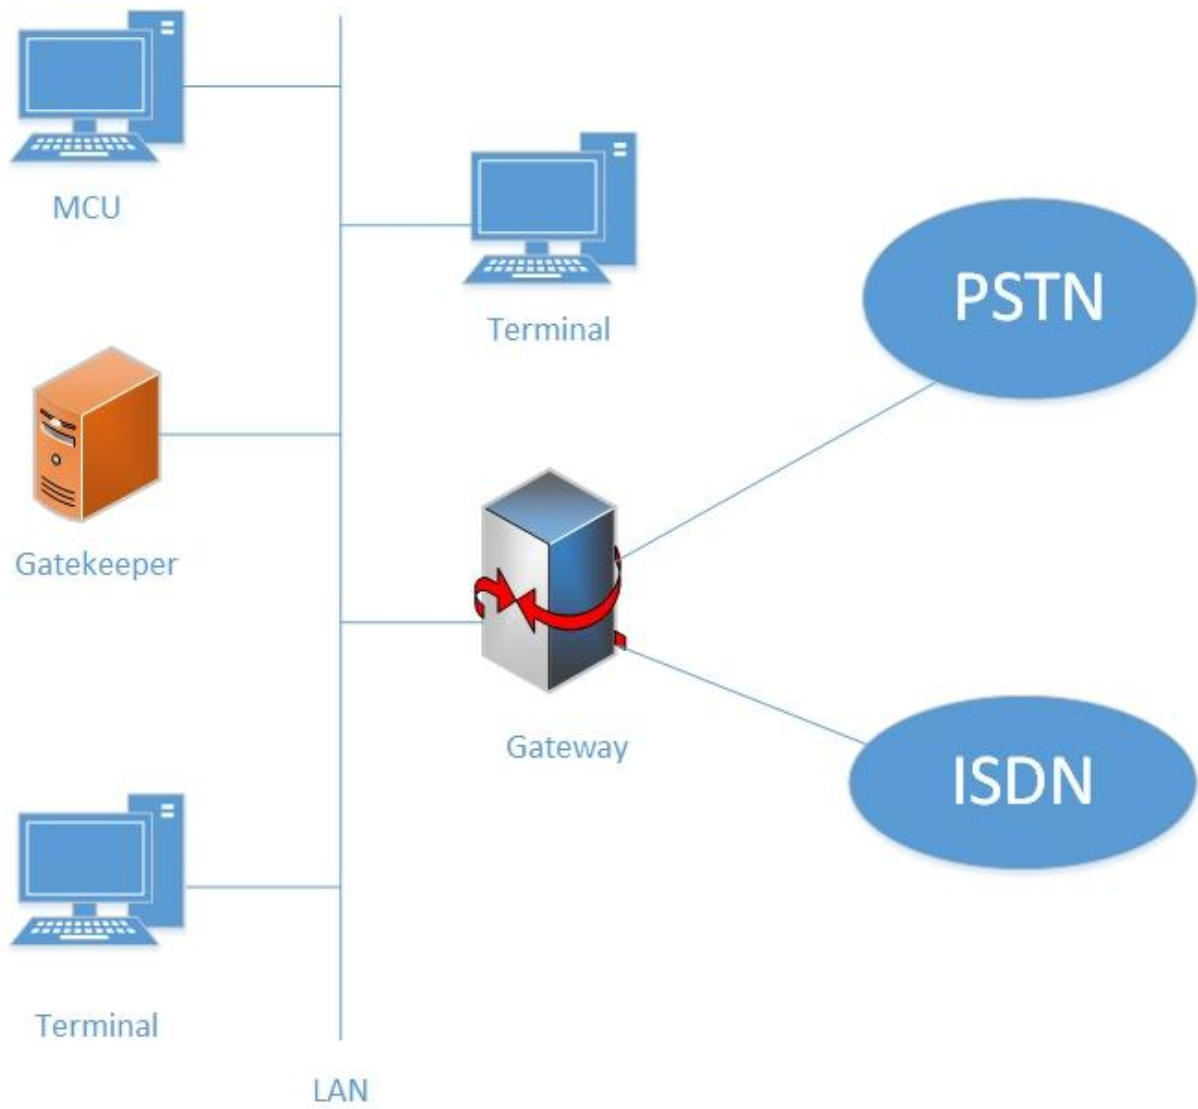 MCU
Terminal
PSTN
Gatekeeper
Gateway
ISDN
Terminal
LAN